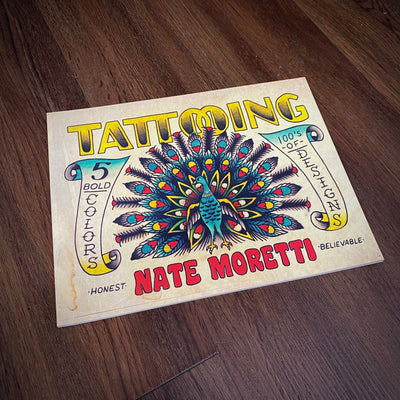 TATTOOING
5
BOLD
COLORS
100'S
-OF-
DESIGNS
·HONEST·
NATE MORETTI
·BELIEVABLE·